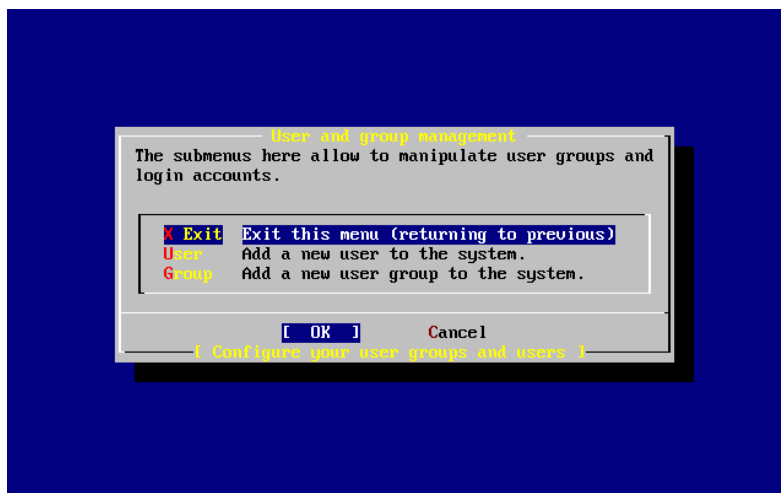 User and group management
The submenus here allow to manipulate user groups and
login accounts.
X Exit Exit this menu (returning to previous)
User Add a new user to the system.
Group Add a new user group to the system.
[ OK ] Cancel
[ Configure your user groups and users ]